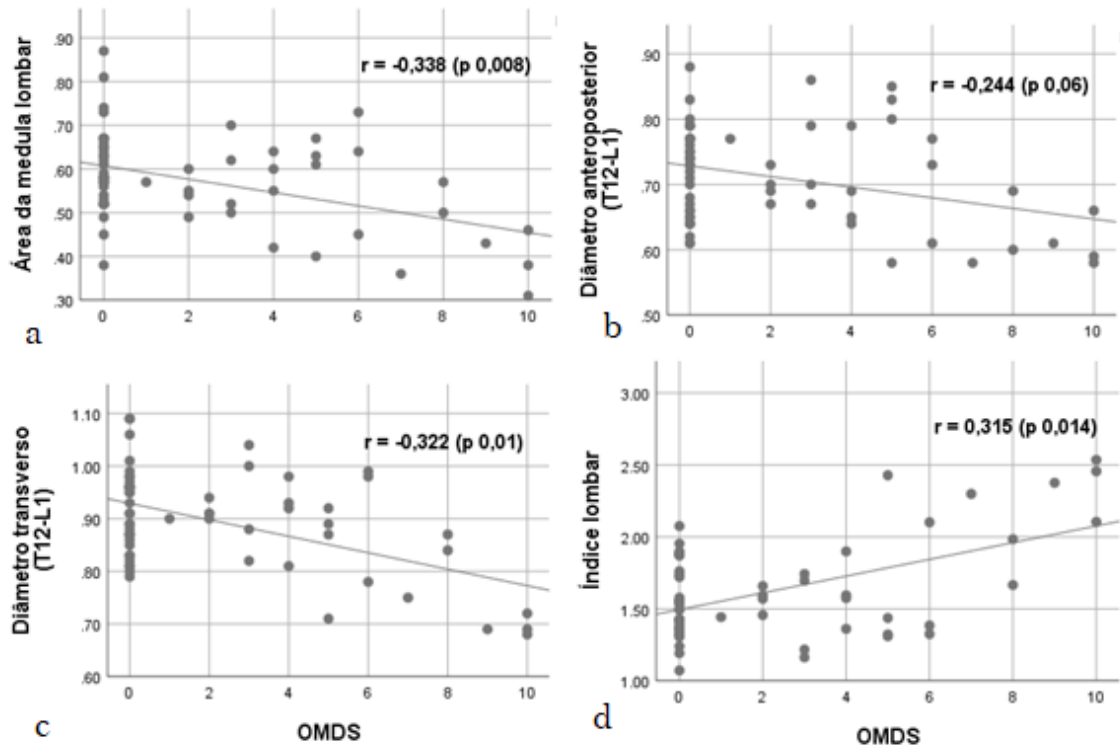 Área da medula lombar
.90
.80
.70
.60
.50
.40
.30
0 2 4 6 8 10
r = -0,338 (p 0,008)
a
Diâmetro anteroposterior
(T12-L1)
.90
.80
.70
.60
.50
0 2 4 6 8 10
r = -0,244 (p 0,06)
b
Diâmetro transverso
(T12-L1)
1.10
1.00
.90
.80
.70
.60
0 2 4 6 8 10
r = -0,322 (p 0,01)
c
OMDS
Índice lombar
3.00
2.50
2.00
1.50
1.00
0 2 4 6 8 10
r = 0,315 (p 0,014)
d
OMDS